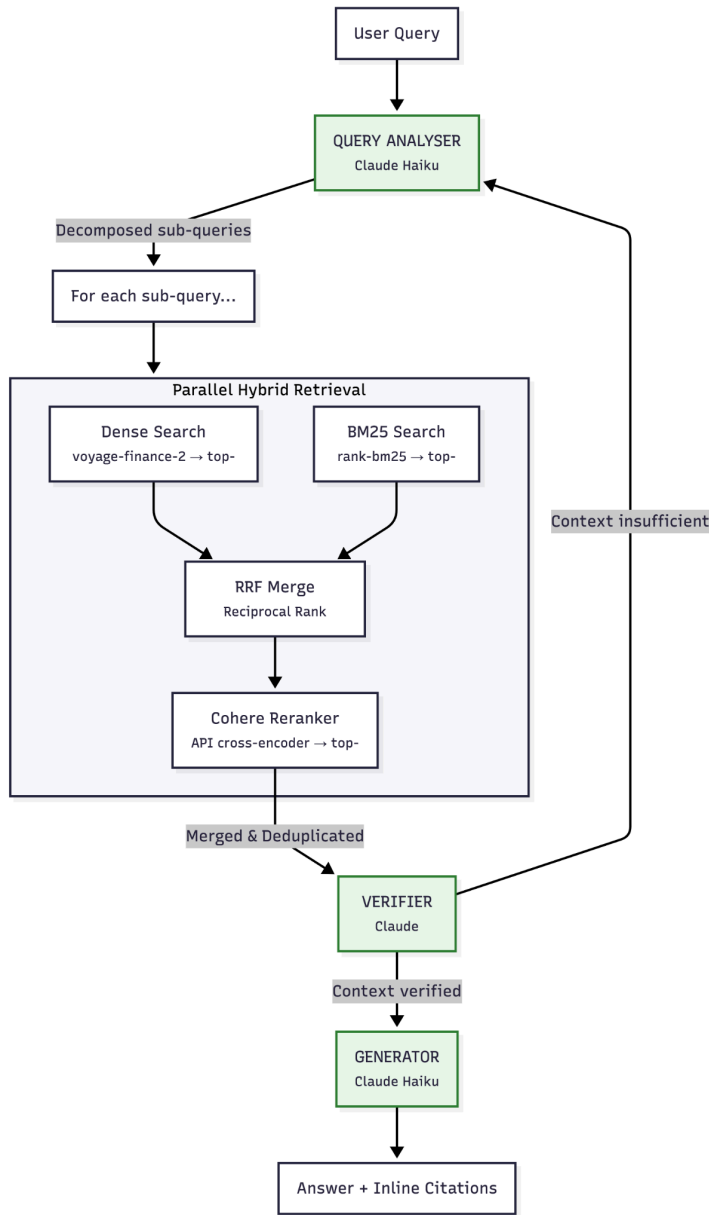 User Query
QUERY ANALYSER
Claude Haiku
Decomposed sub-queries
For each sub-query...
Parallel Hybrid Retrieval
Dense Search
voyage-finance-2 → top-
BM25 Search
rank-bm25 → top-
Context insufficient
RRF Merge
Reciprocal Rank
Cohere Reranker
API cross-encoder → top-
Merged & Deduplicated
VERIFIER
Claude
Context verified
GENERATOR
Claude Haiku
Answer + Inline Citations